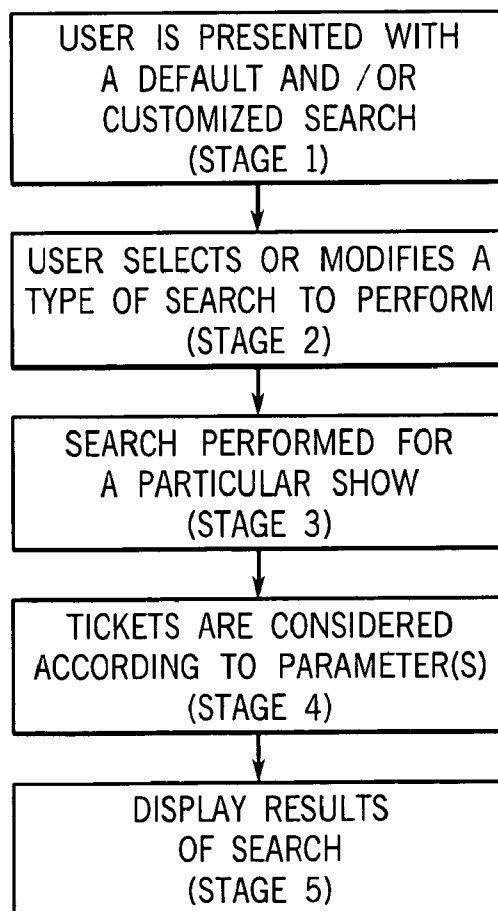 USER IS PRESENTED WITH
A DEFAULT AND /OR
CUSTOMIZED SEARCH
(STAGE 1)
USER SELECTS OR MODIFIES A
TYPE OF SEARCH TO PERFORM
(STAGE 2)
SEARCH PERFORMED FOR
A PARTICULAR SHOW
(STAGE 3)
TICKETS ARE CONSIDERED
ACCORDING TO PARAMETER(S)
(STAGE 4)
DISPLAY RESULTS
OF SEARCH
(STAGE 5)